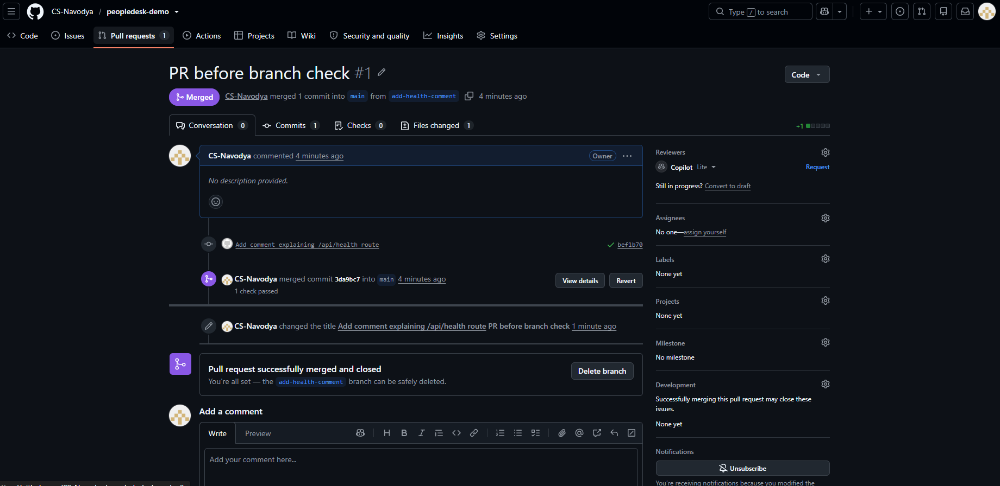 CS-Navodya / peopledesk-demo
Type / to search
Code
Issues
Pull requests 1
Actions
Projects
Wiki
Security and quality
Insights
Settings
PR before branch check #1
Code
Merged
CS-Navodya merged 1 commit into main from add-health-comment 4 minutes ago
Conversation 0
Commits 1
Checks 0
Files changed 1
+1
CS-Navodya commented 4 minutes ago
Owner
No description provided.
Add comment explaining /api/health route
bef1b70
CS-Navodya merged commit 3da9bc7 into main 4 minutes ago
1 check passed
View details
Revert
CS-Navodya changed the title Add comment explaining /api/health route PR before branch check 1 minute ago
Pull request successfully merged and closed
You're all set — the add-health-comment branch can be safely deleted.
Delete branch
Add a comment
Write
Preview
Add your comment here...
Reviewers
Copilot Lite
Request
Still in progress? Convert to draft
Assignees
No one—assign yourself
Labels
None yet
Projects
None yet
Milestone
No milestone
Development
Successfully merging this pull request may close these
issues.
None yet
Notifications
Unsubscribe
You're receiving notifications because you modified the